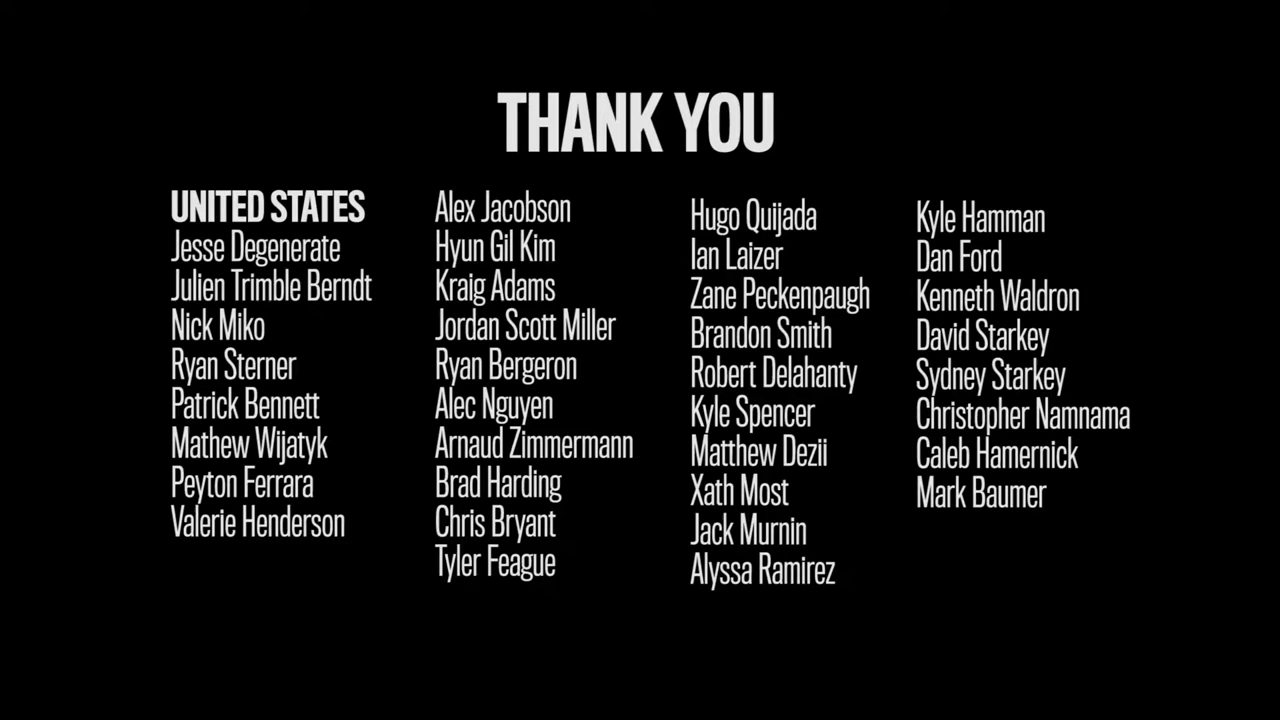 THANK YOU
UNITED STATES
Jesse Degenerate
Julien Trimble Berndt
Nick Miko
Ryan Sterner
Patrick Bennett
Mathew Wijatyk
Peyton Ferrara
Valerie Henderson
Alex Jacobson
Hyun Gil Kim
Kraig Adams
Jordan Scott Miller
Ryan Bergeron
Alec Nguyen
Arnaud Zimmermann
Brad Harding
Chris Bryant
Tyler Feague
Hugo Quijada
Ian Laizer
Zane Peckenpaugh
Brandon Smith
Robert Delahanty
Kyle Spencer
Matthew Dezii
Xath Most
Jack Murnin
Alyssa Ramirez
Kyle Hamman
Dan Ford
Kenneth Waldron
David Starkey
Sydney Starkey
Christopher Namnama
Caleb Hamernick
Mark Baumer